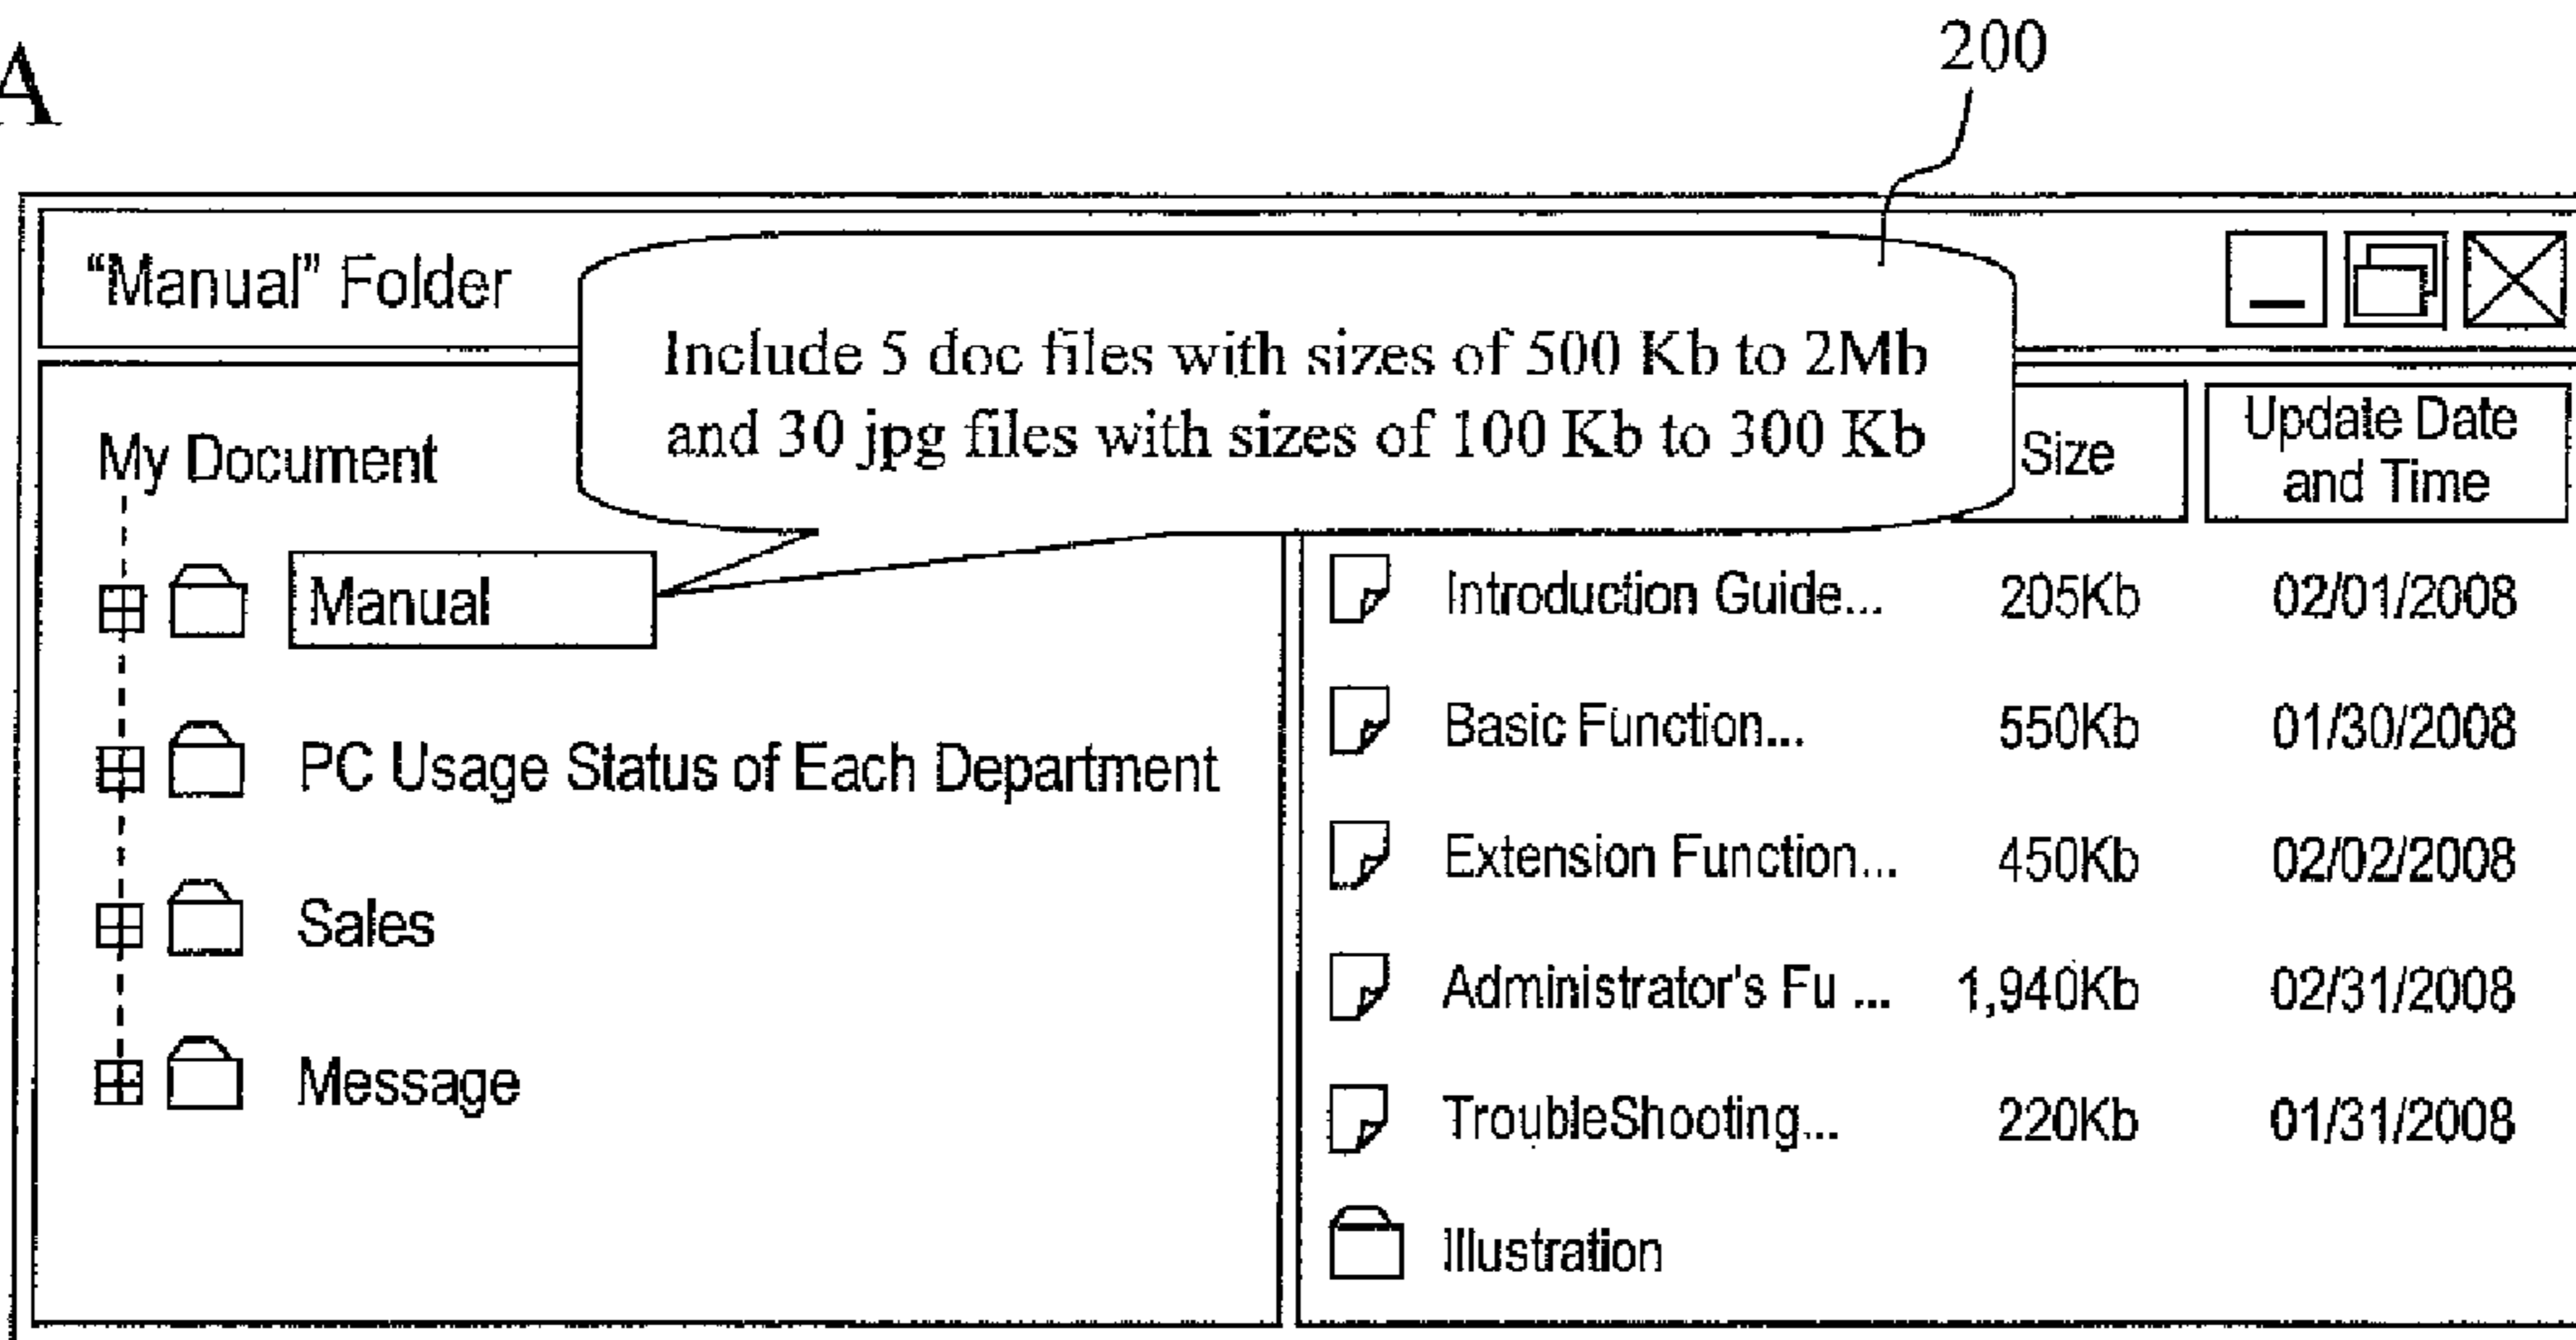 A
200
“Manual” Folder
Include 5 doc files with sizes of 500 Kb to 2Mb
and 30 jpg files with sizes of 100 Kb to 300 Kb
My Document
Manual
PC Usage Status of Each Department
Sales
Message
Size
Update Date
and Time
Introduction Guide... 205Kb 02/01/2008
Basic Function... 550Kb 01/30/2008
Extension Function... 450Kb 02/02/2008
Administrator's Fu ... 1,940Kb 02/31/2008
TroubleShooting... 220Kb 01/31/2008
Illustration